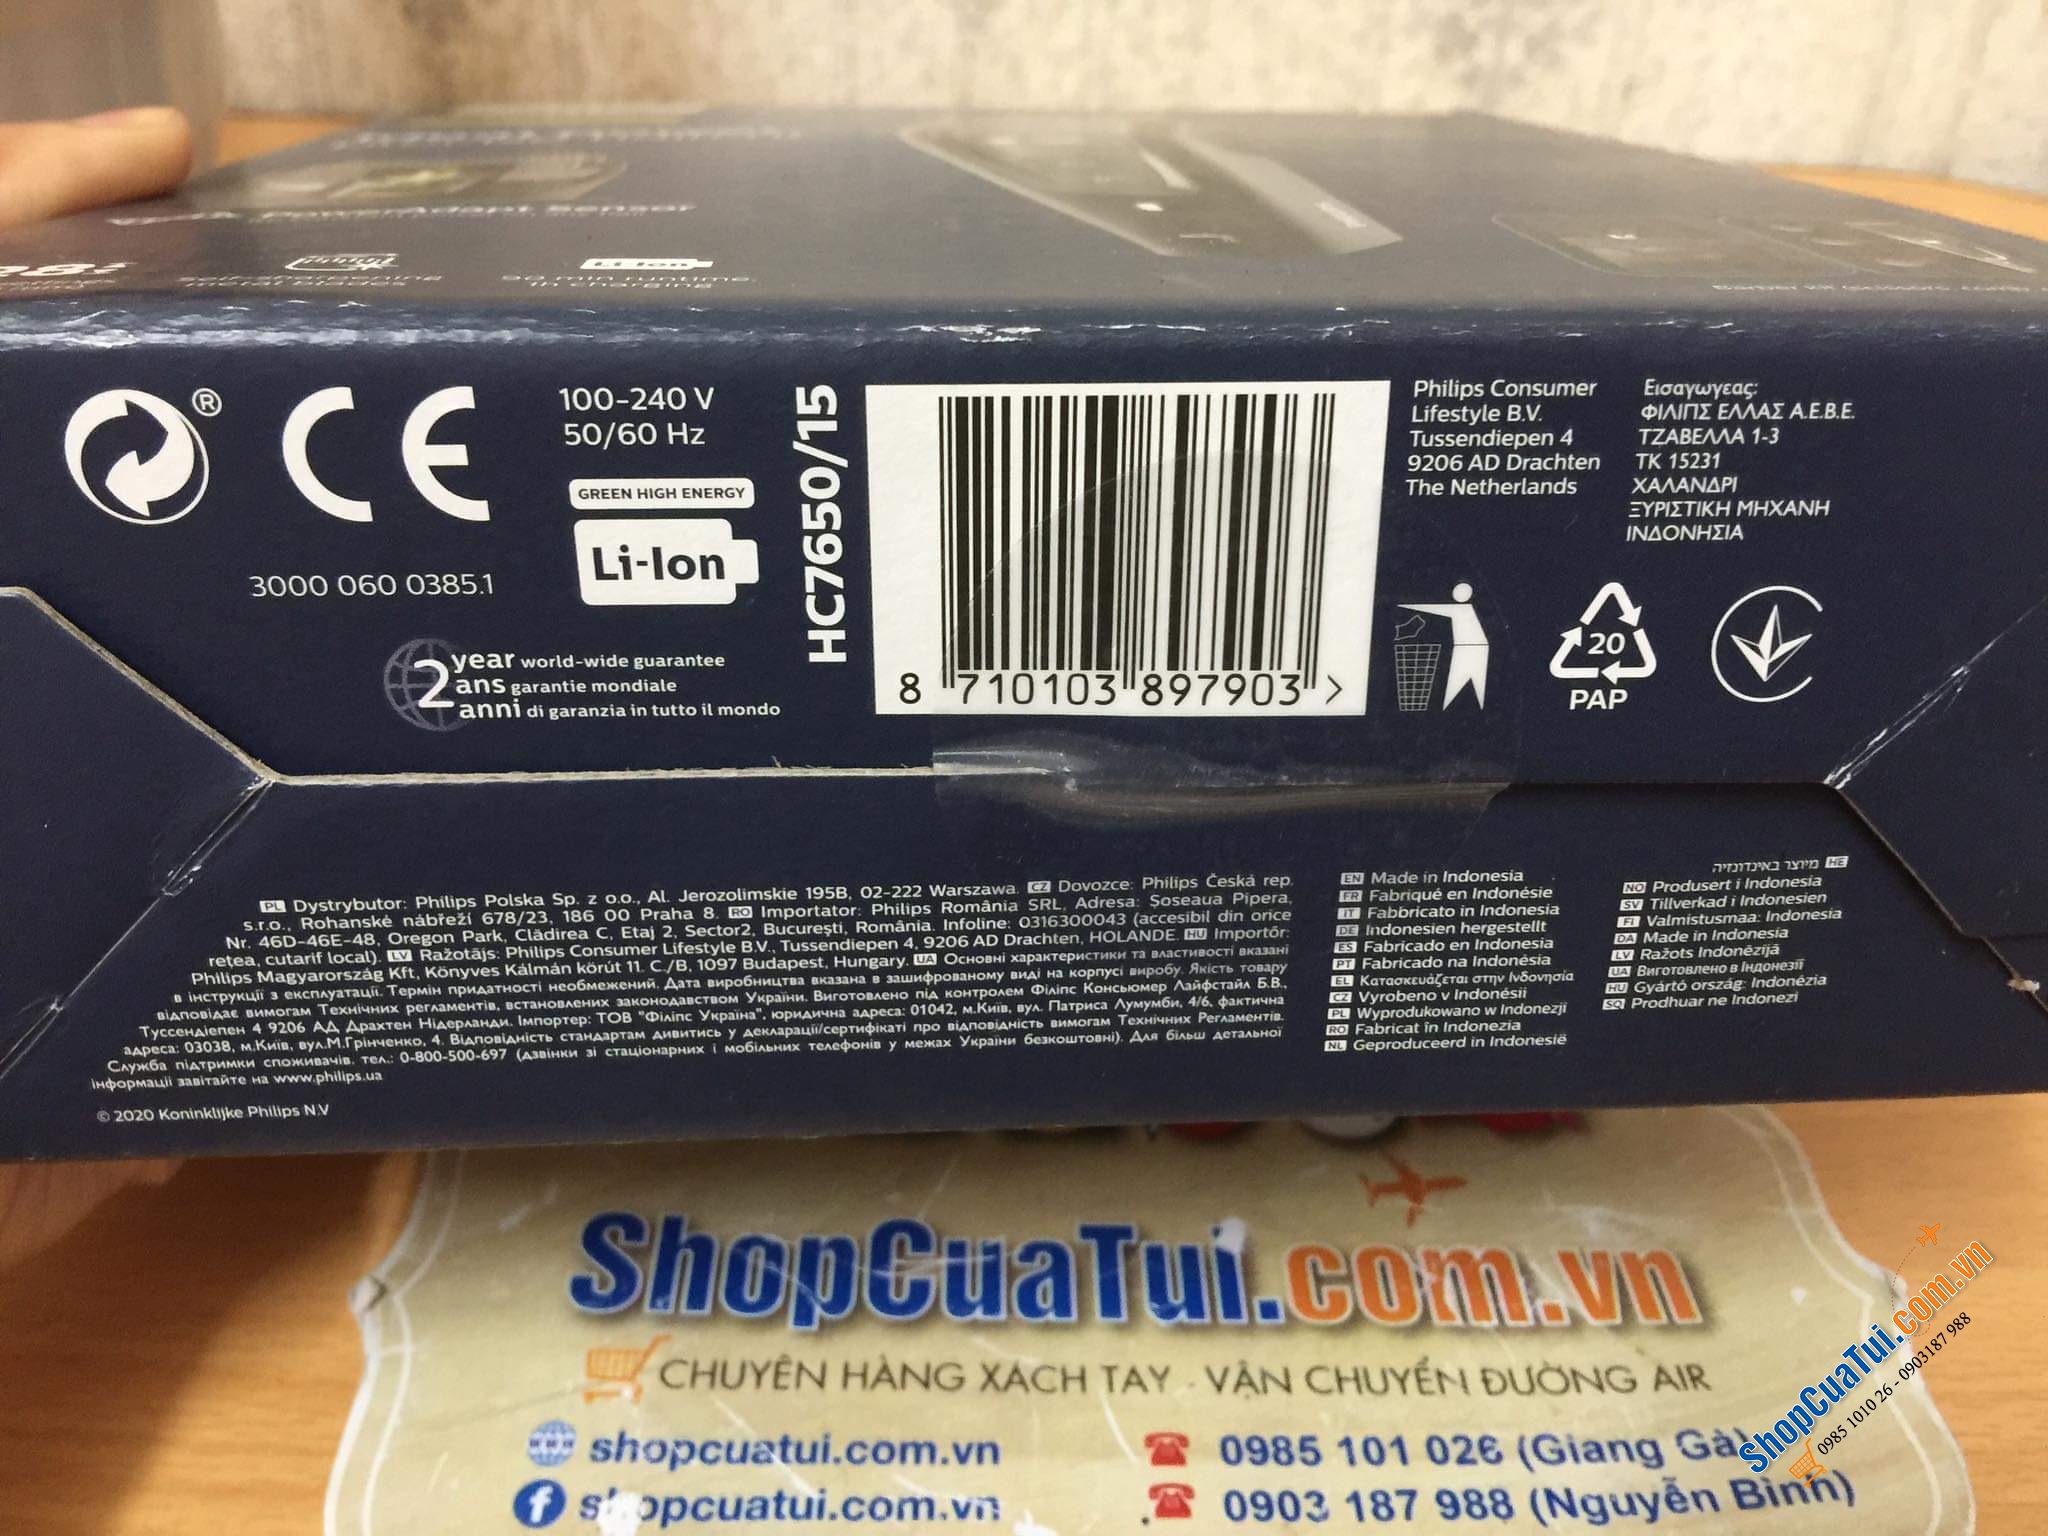 PowerAdapt Sensor
Self-sharpening
metal blades
Li-Ion
90 min runtime
1h charging
®
CE
100-240 V
50/60 Hz
GREEN HIGH ENERGY
Li-Ion
3000 060 0385.1
2 year world-wide guarantee
ans garantie mondiale
anni di garanzia in tutto il mondo
HC7650/15
8 710103 897903 >
Philips Consumer
Lifestyle B.V.
Tussendiepen 4
9206 AD Drachten
The Netherlands
Εισαγωγεας:
ΦΙΛΙΠΣ ΕΛΛΑΣ Α.Ε.Β.Ε.
ΤΖΑΒΕΛΛΑ 1-3
ΤΚ 15231
ΧΑΛΑΝΔΡΙ
ΞΥΡΙΣΤΙΚΗ ΜΗΧΑΝΗ
ΙΝΔΟΝΗΣΙΑ
20
PAP
PL Dystrybutor: Philips Polska Sp. z o.o., Al. Jerozolimskie 195B, 02-222 Warszawa. CZ Dovozce: Philips Česká rep.
s.r.o., Rohanské nábřeží 678/23, 186 00 Praha 8. RO Importator: Philips România SRL, Adresa: Șoseaua Pipera,
Nr. 46D-46E-48, Oregon Park, Clădirea C, Etaj 2, Sector2, București, România. Infoline: 0316300043 (accesibil din orice
rețea, cutarif local). LV Ražotājs: Philips Consumer Lifestyle B.V., Tussendiepen 4, 9206 AD Drachten, HOLANDE. HU Importőr:
Philips Magyarország Kft, Könyves Kálmán körút 11. C./B, 1097 Budapest, Hungary. UA Основні характеристики та властивості вказані
в інструкції з експлуатації. Термін придатності необмежений. Дата виробництва вказана в зашифрованому виді на корпусі виробу. Якість товару
відповідає вимогам Технічних регламентів, встановлених законодавством України. Виготовлено під контролем Філіпс Консьюмер Лайфстайл Б.В.,
Туссендіепен 4 9206 АД Драхтен Нідерланди. Імпортер: ТОВ "Філіпс Україна", юридична адреса: 01042, м.Київ, вул. Патриса Лумумби, 4/6, фактична
адреса: 03038, м.Київ, вул.М.Грінченко, 4. Відповідність стандартам дивитись у декларації/сертифікаті про відповідність вимогам Технічних Регламентів.
Служба підтримки споживачів. тел.: 0-800-500-697 (дзвінки зі стаціонарних і мобільних телефонів у межах України безкоштовні). Для більш детальної
інформації завітайте на www.philips.ua
© 2020 Koninklijke Philips N.V
EN Made in Indonesia
FR Fabriqué en Indonésie
IT Fabbricato in Indonesia
DE Indonesien hergestellt
ES Fabricado en Indonesia
PT Fabricado na Indonésia
EL Κατασκευάζεται στην Ινδονησία
CZ Vyrobeno v Indonésii
PL Wyprodukowano w Indonezji
RO Fabricat în Indonezia
NL Geproduceerd in Indonesië
מיוצר באינדונזיה HE
NO Produsert i Indonesia
SV Tillverkad i Indonesien
FI Valmistusmaa: Indonesia
DA Made in Indonesia
LV Ražots Indonēzijā
UA Виготовлено в Індонезії
HU Gyártó ország: Indonézia
SQ Prodhuar ne Indonezi
ShopCuaTui.com.vn
CHUYÊN HÀNG XÁCH TAY - VẬN CHUYỂN ĐƯỜNG AIR
shopcuatui.com.vn
0985 101 026 (Giang Gà)
f shopcuatui.com.vn
0903 187 988 (Nguyễn Bình)
ShopCuaTui.com.vn
0985 1010 26 - 0903187 988